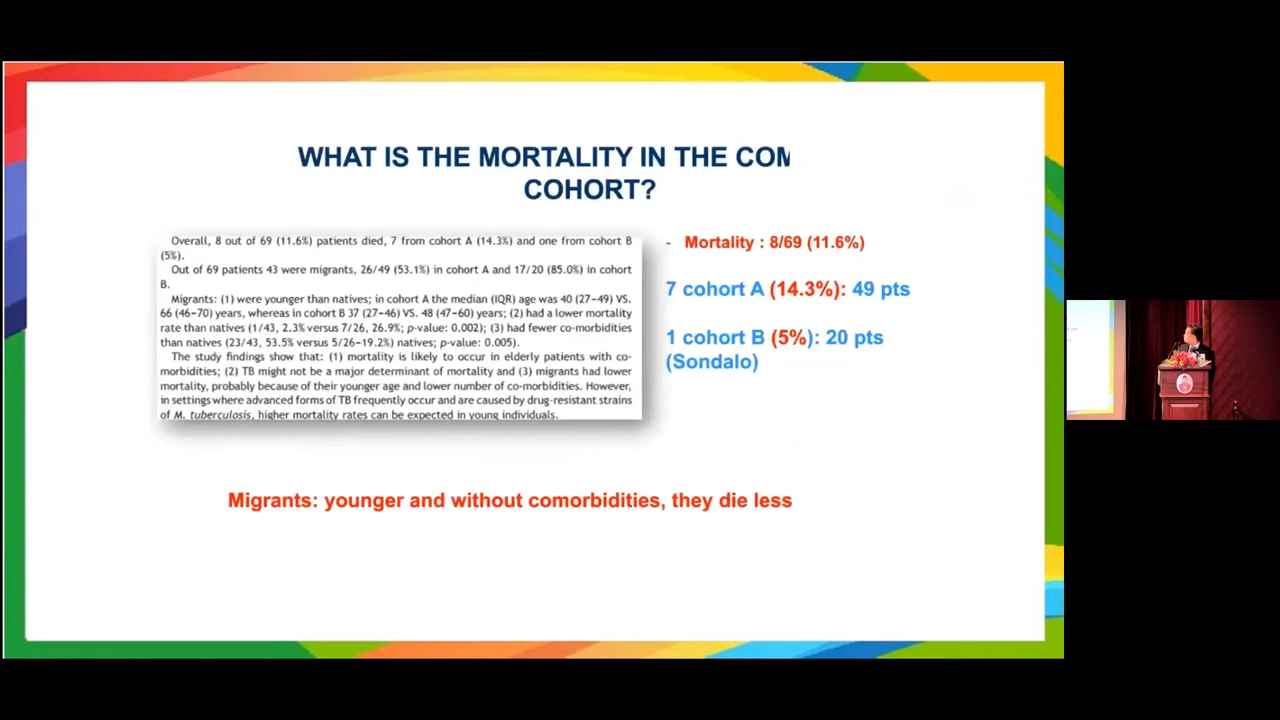 WHAT IS THE MORTALITY IN THE COM
COHORT?
Overall, 8 out of 69 (11.6%) patients died, 7 from cohort A (14.3%) and one from cohort B
(5%).
Out of 69 patients 43 were migrants, 26/49 (53.1%) in cohort A and 17/20 (85.0%) in cohort
B.
Migrants: (1) were younger than natives; in cohort A the median (IQR) age was 40 (27–49) VS.
66 (46–70) years, whereas in cohort B 37 (27–46) VS. 48 (47–60) years; (2) had a lower mortality
rate than natives (1/43, 2.3% versus 7/26, 26.9%; p-value: 0.002); (3) had fewer co-morbidities
than natives (23/43, 53.5% versus 5/26–19.2%) natives; p-value: 0.005).
The study findings show that: (1) mortality is likely to occur in elderly patients with co-
morbidities; (2) TB might not be a major determinant of mortality and (3) migrants had lower
mortality, probably because of their younger age and lower number of co-morbidities. However,
in settings where advanced forms of TB frequently occur and are caused by drug-resistant strains
of M. tuberculosis, higher mortality rates can be expected in young individuals.
- Mortality : 8/69 (11.6%)
7 cohort A (14.3%): 49 pts
1 cohort B (5%): 20 pts
(Sondalo)
Migrants: younger and without comorbidities, they die less